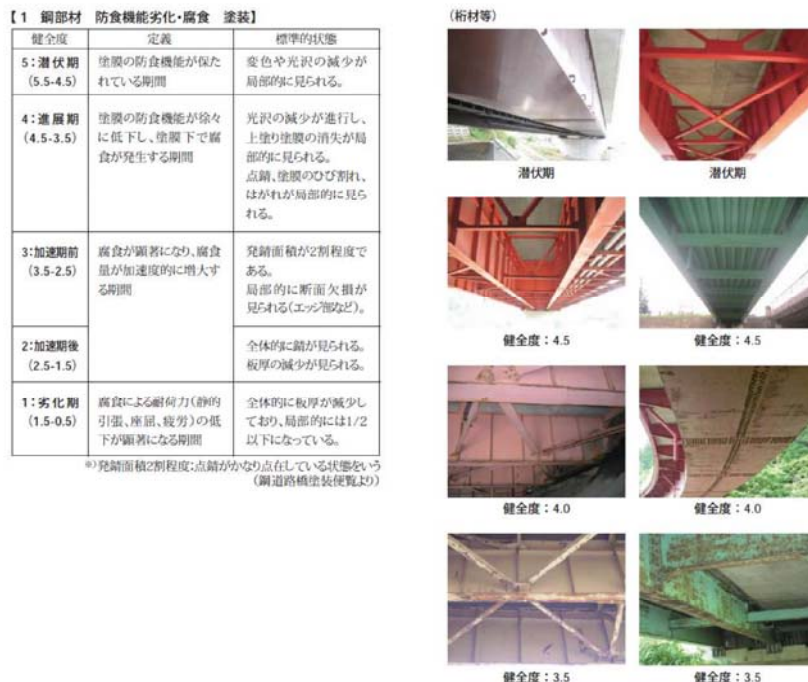 【1 鋼部材 防食機能劣化・腐食 塗装】
健全度
定義
標準的状態
5：潜伏期
(5.5-4.5)
塗膜の防食機能が保た
れている期間
変色や光沢の減少が
局部的に見られる。
4：進展期
(4.5-3.5)
塗膜の防食機能が徐々
に低下し、塗膜下で腐
食が発生する期間
光沢の減少が進行し、
上塗り塗膜の消失が局
部的に見られる。
点錆、塗膜のひび割れ、
はがれが局部的に見ら
れる。
3：加速期前
(3.5-2.5)
腐食が顕著になり、腐食
量が加速度的に増大す
る期間
発錆面積が2割程度で
ある。
局部的に断面欠損が
見られる(エッジ部など)。
2：加速期後
(2.5-1.5)
全体的に錆が見られる。
板厚の減少が見られる。
1：劣化期
(1.5-0.5)
腐食による耐荷力(静的
引張、座屈、疲労)の低
下が顕著になる期間
全体的に板厚が減少し
ており、局部的には1/2
以下になっている。
※)発錆面積2割程度：点錆がかなり点在している状態をいう
(鋼道路橋塗装便覧より)
(桁材等)
潜伏期
潜伏期
健全度：4.5
健全度：4.5
健全度：4.0
健全度：4.0
健全度：3.5
健全度：3.5